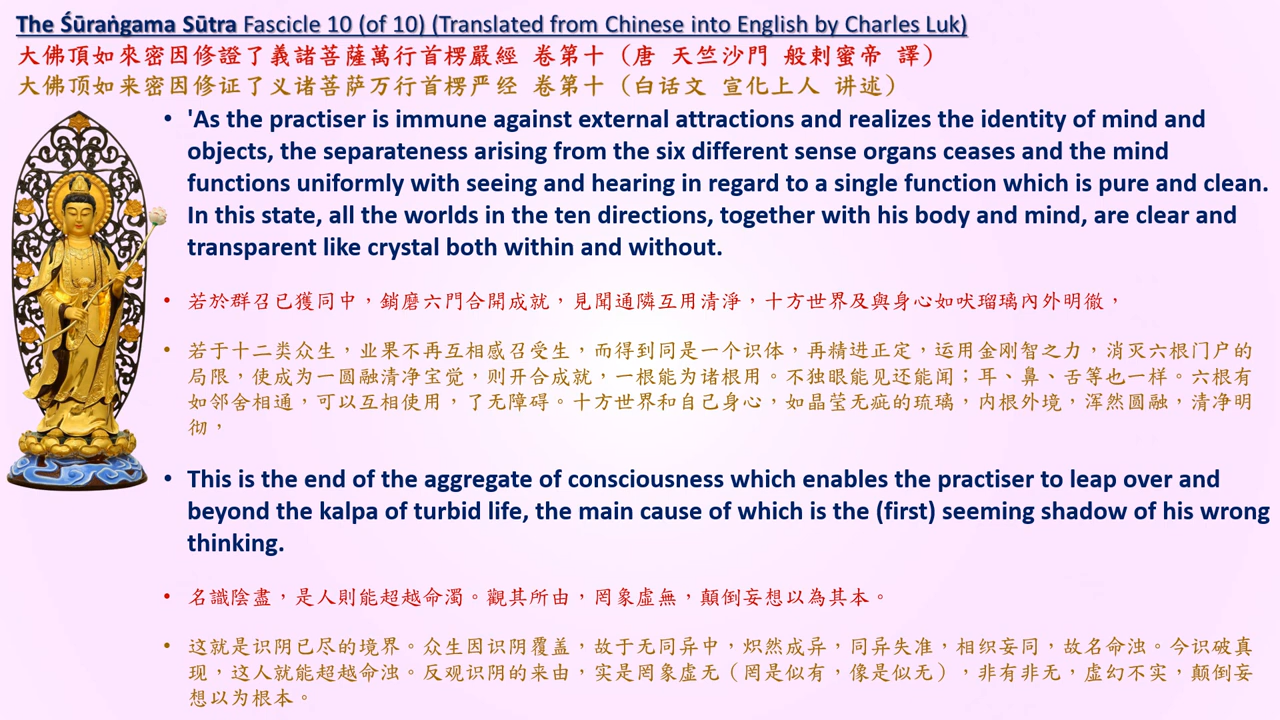 The Śūraṅgama Sūtra Fascicle 10 (of 10) (Translated from Chinese into English by Charles Luk)
大佛頂如來密因修證了義諸菩薩萬行首楞嚴經 卷第十（唐 天竺沙門 般剌蜜帝 譯）
大佛顶如来密因修证了义诸菩萨万行首楞严经 卷第十（白话文 宣化上人 讲述）
• 'As the practiser is immune against external attractions and realizes the identity of mind and
objects, the separateness arising from the six different sense organs ceases and the mind
functions uniformly with seeing and hearing in regard to a single function which is pure and clean.
In this state, all the worlds in the ten directions, together with his body and mind, are clear and
transparent like crystal both within and without.
• 若於群召已獲同中，銷磨六門合開成就，見聞通隣互用清淨，十方世界及與身心如吠瑠璃內外明徹，
• 若于十二类众生，业果不再互相感召受生，而得到同是一个识体，再精进正定，运用金刚智之力，消灭六根门户的
局限，使成为一圆融清净宝觉，则开合成就，一根能为诸根用。不独眼能见还能闻；耳、鼻、舌等也一样。六根有
如邻舍相通，可以互相使用，了无障碍。十方世界和自己身心，如晶莹无疵的琉璃，内根外境，浑然圆融，清净明
彻，
• This is the end of the aggregate of consciousness which enables the practiser to leap over and
beyond the kalpa of turbid life, the main cause of which is the (first) seeming shadow of his wrong
thinking.
• 名識陰盡，是人則能超越命濁。觀其所由，罔象虛無，顛倒妄想以為其本。
• 这就是识阴已尽的境界。众生因识阴覆盖，故于无同异中，炽然成异，同异失准，相织妄同，故名命浊。今识破真
现，这人就能超越命浊。反观识阴的来由，实是罔象虚无（罔是似有，像是似无），非有非无，虚幻不实，颠倒妄
想以为根本。